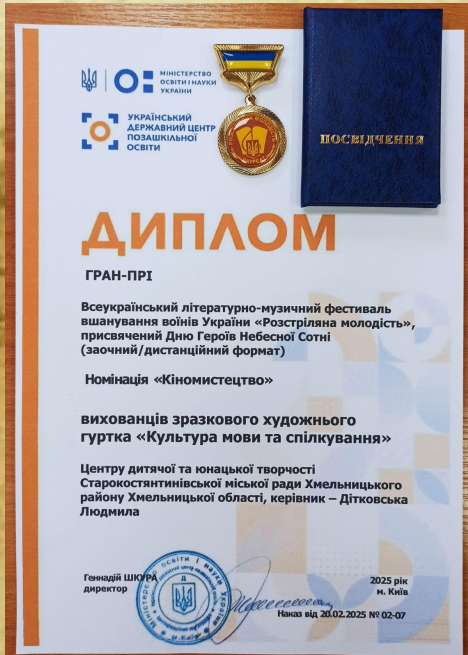 МІНІСТЕРСТВО
ОСВІТИ І НАУКИ
УКРАЇНИ
УКРАЇНСЬКИЙ
ДЕРЖАВНИЙ ЦЕНТР
ПОЗАШКІЛЬНОЇ
ОСВІТИ
ПОСВІДЧЕННЯ
ДИПЛОМ
ГРАН-ПРІ
Всеукраїнський літературно-музичний фестиваль
вшанування воїнів України «Розстріляна молодість»,
присвячений Дню Героїв Небесної Сотні
(заочний/дистанційний формат)
Номінація «Кіномистецтво»
вихованців зразкового художнього
гуртка «Культура мови та спілкування»
Центру дитячої та юнацької творчості
Старокостянтинівської міської ради Хмельницького
району Хмельницької області, керівник – Дітковська
Людмила
Геннадій ШКУРА
директор
2025 рік
м. Київ
Наказ від 20.02.2025 № 02-07